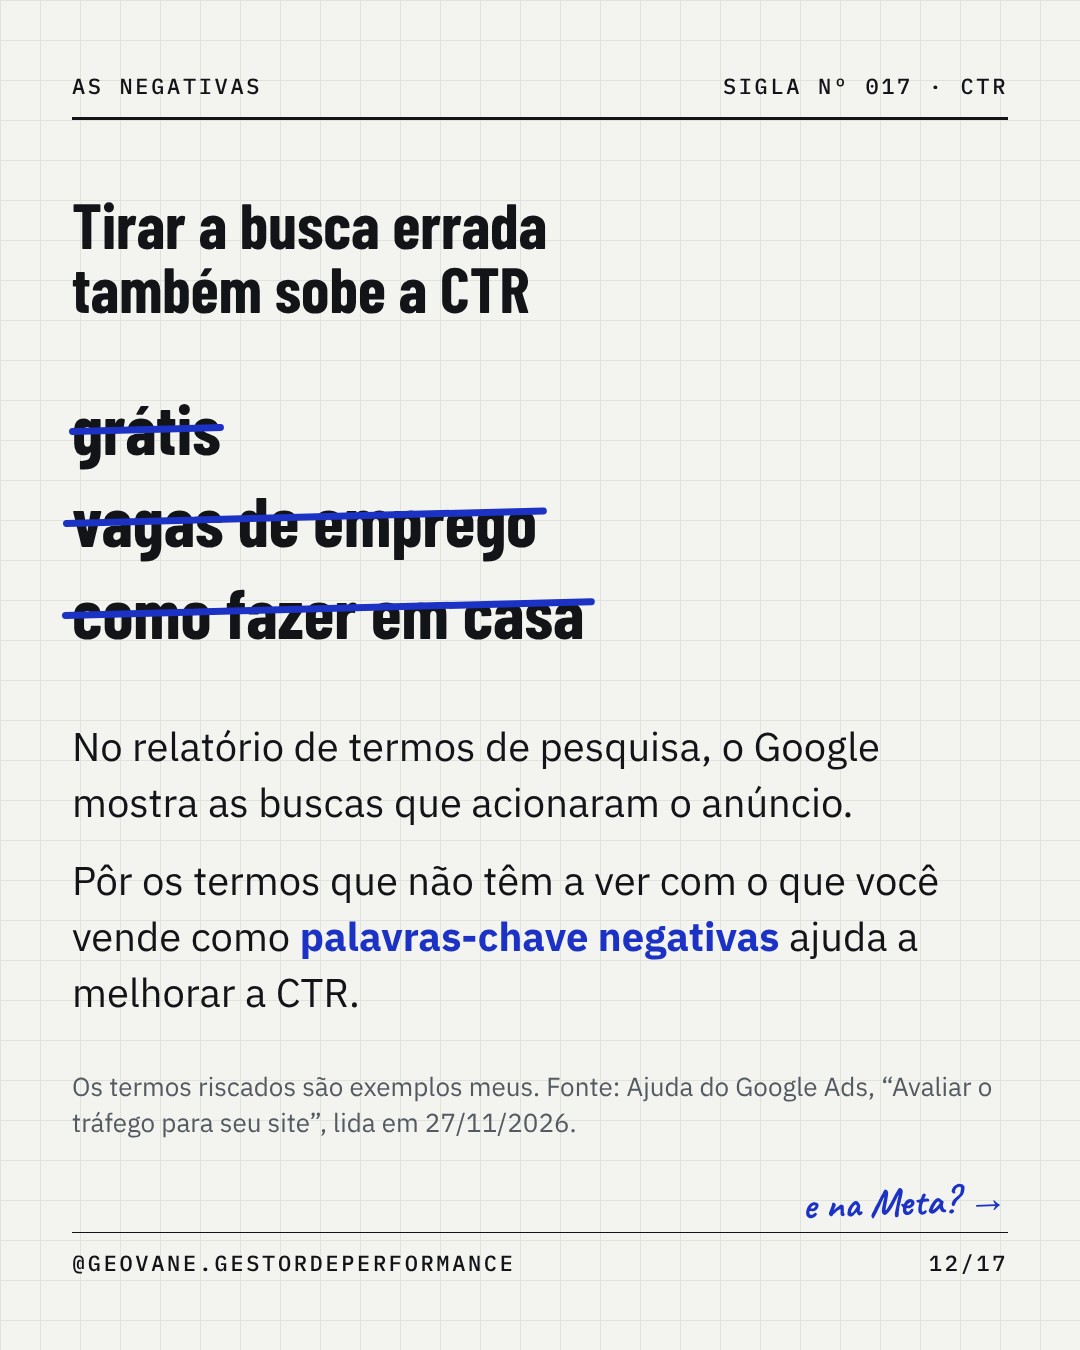 AS NEGATIVAS
SIGLA Nº 017 · CTR
Tirar a busca errada
também sobe a CTR
grátis
vagas de emprego
como fazer em casa
No relatório de termos de pesquisa, o Google
mostra as buscas que acionaram o anúncio.
Pôr os termos que não têm a ver com o que você
vende como palavras-chave negativas ajuda a
melhorar a CTR.
Os termos riscados são exemplos meus. Fonte: Ajuda do Google Ads, “Avaliar o
tráfego para seu site”, lida em 27/11/2026.
e na Meta? →
@GEOVANE.GESTORDEPERFORMANCE
12/17